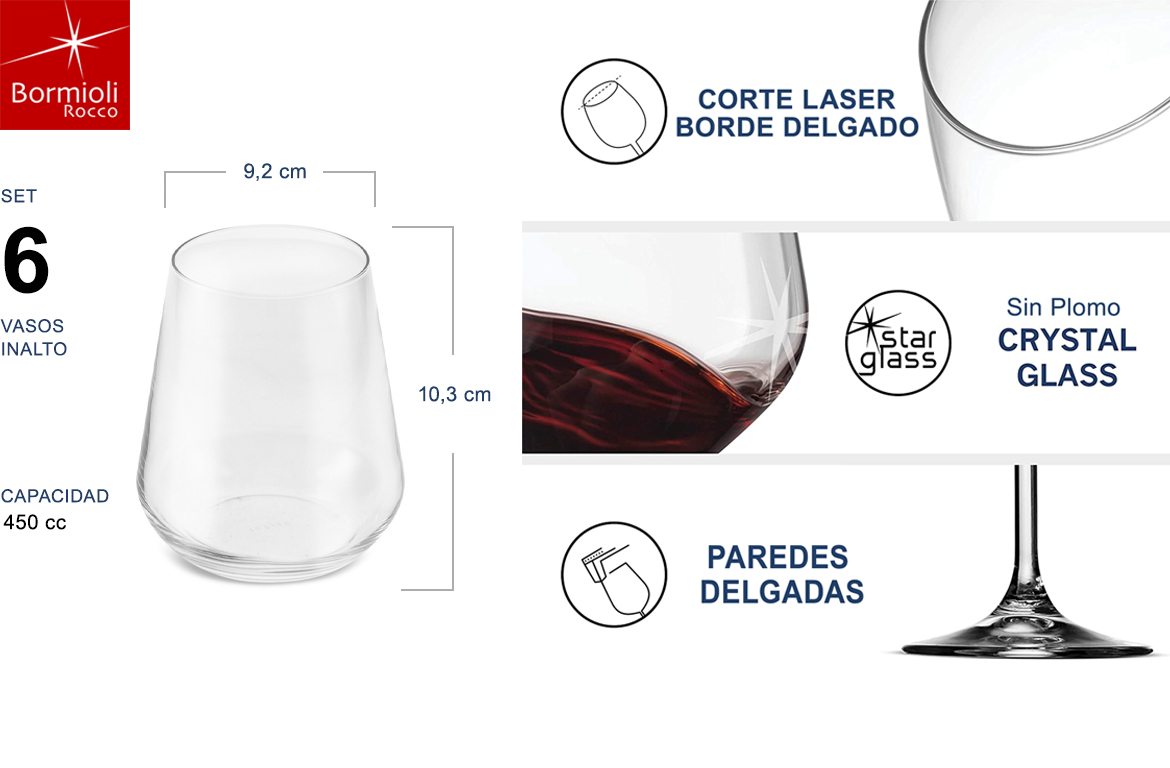 Bormioli
Rocco
SET
6
VASOS
INALTO
CAPACIDAD
450 cc
9,2 cm
10,3 cm
CORTE LASER
BORDE DELGADO
star
glass
Sin Plomo
CRYSTAL
GLASS
PAREDES
DELGADAS